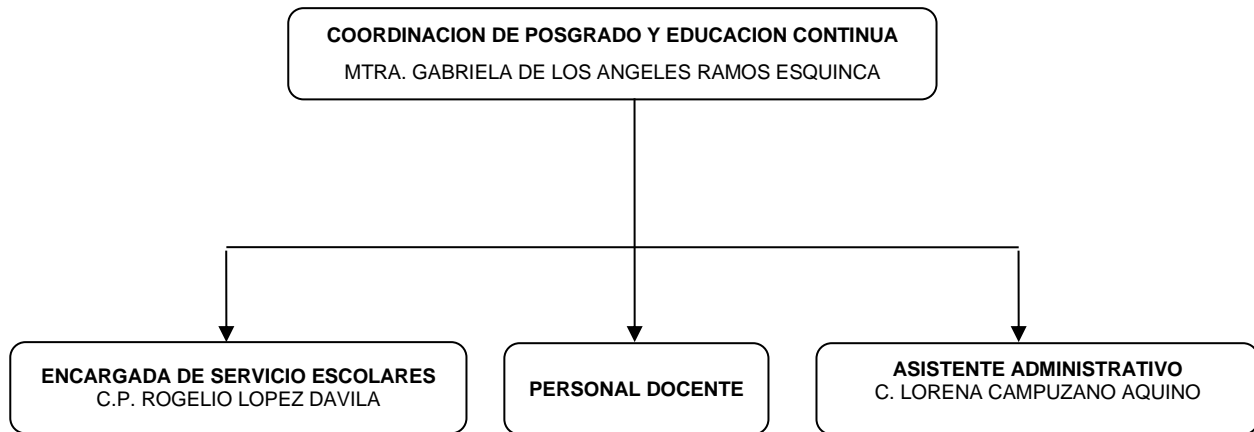 COORDINACION DE POSGRADO Y EDUCACION CONTINUA
MTRA. GABRIELA DE LOS ANGELES RAMOS ESQUINCA
ENCARGADA DE SERVICIO ESCOLARES
C.P. ROGELIO LOPEZ DAVILA
PERSONAL DOCENTE
ASISTENTE ADMINISTRATIVO
C. LORENA CAMPUZANO AQUINO